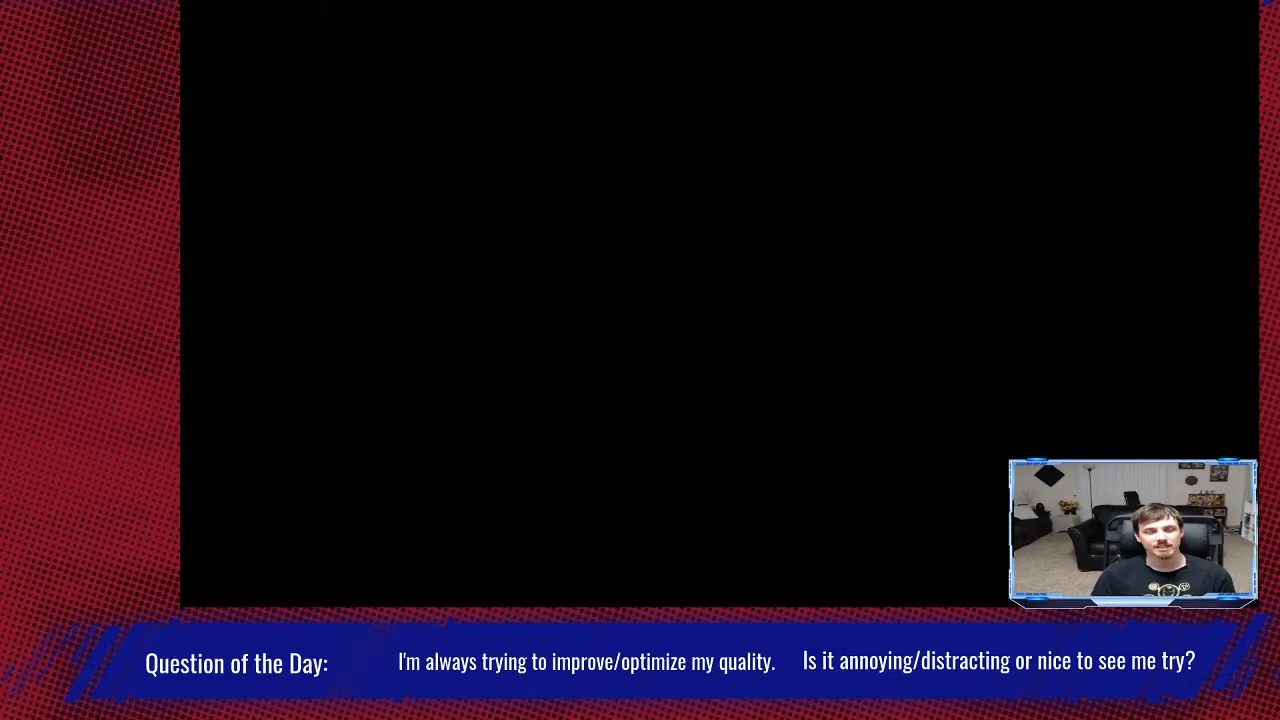 Question of the Day: I'm always trying to improve/optimize my quality. Is it annoying/distracting or nice to see me try?